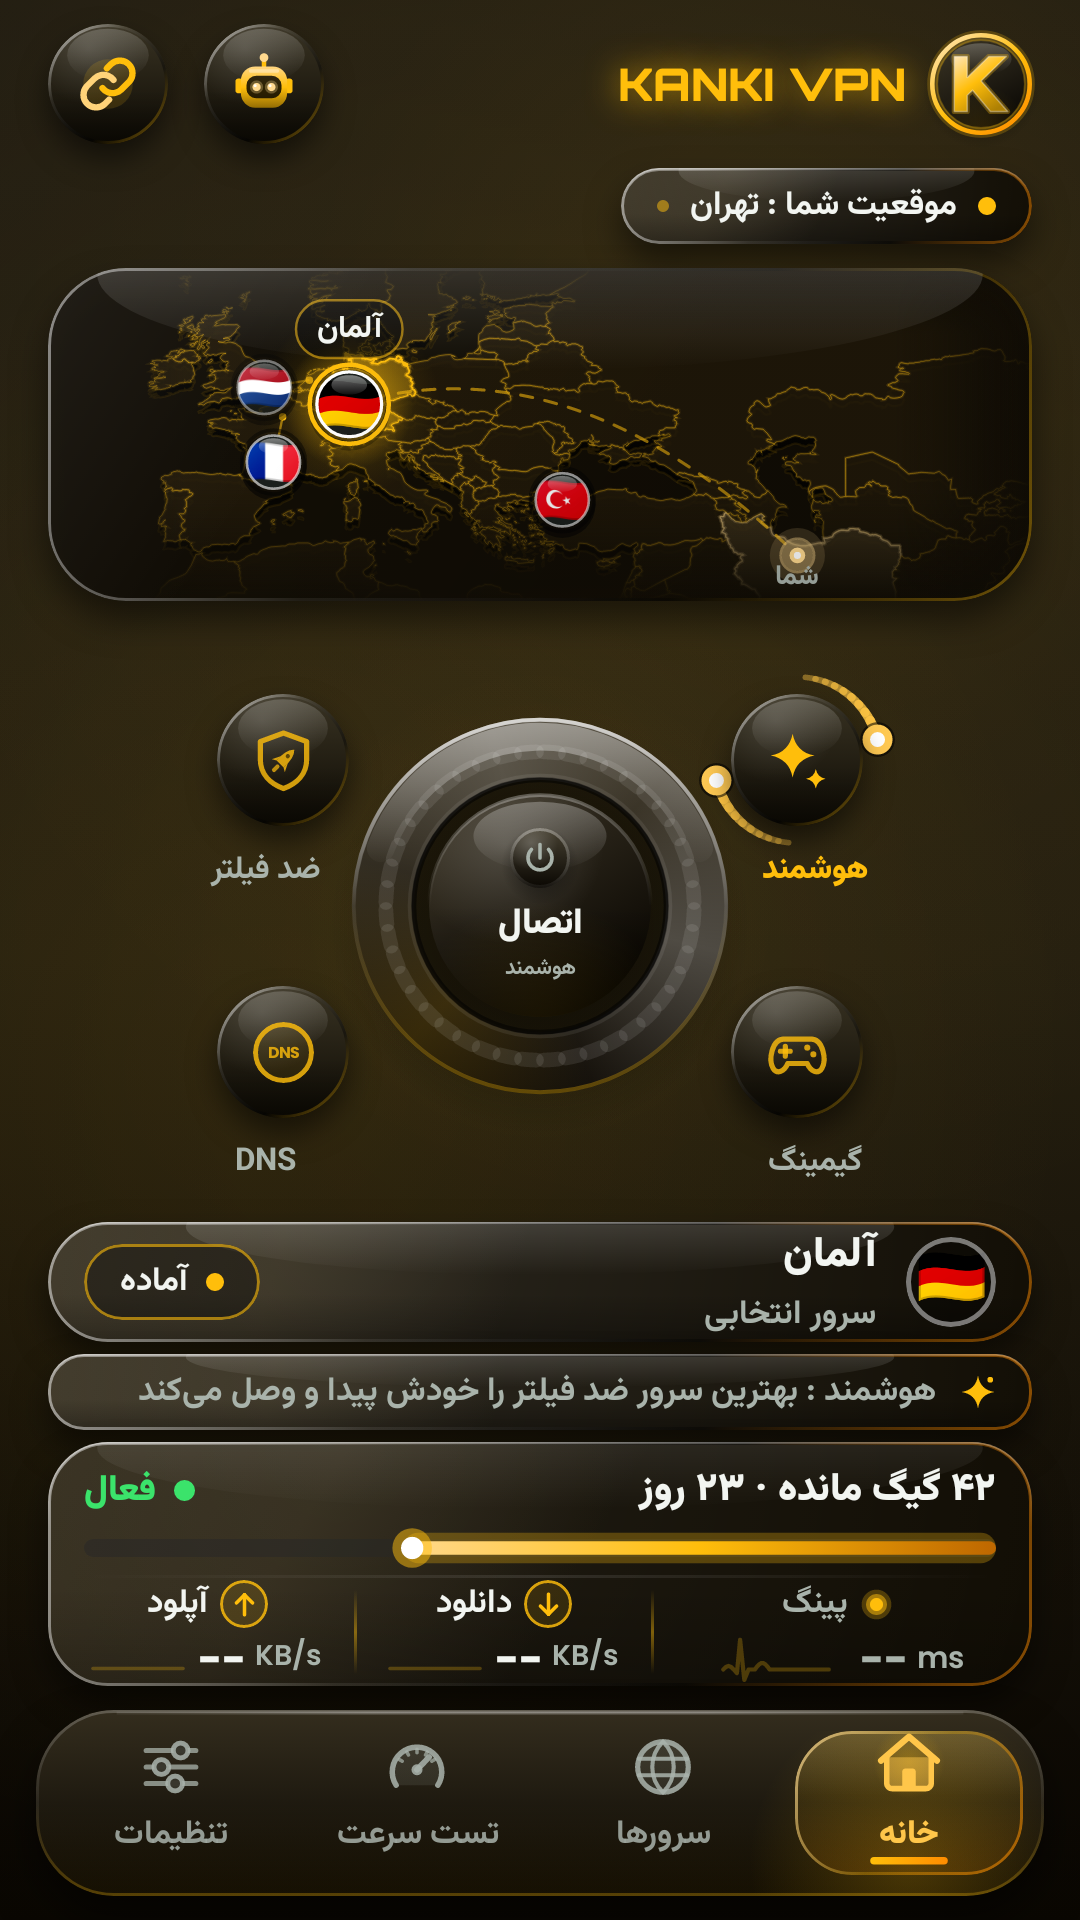 KANKI VPN
موقعیت شما : تهران
آلمان
شما
هوشمند
ضد فیلتر
اتصال
هوشمند
DNS
گیمینگ
DNS
آلمان
سرور انتخابی
آماده
هوشمند : بهترین سرور ضد فیلتر را خودش پیدا و وصل می‌کند
۴۲ گیگ مانده · ۲۳ روز
فعال
پینگ
دانلود
آپلود
-- ms
-- KB/s
-- KB/s
خانه
سرورها
تست سرعت
تنظیمات